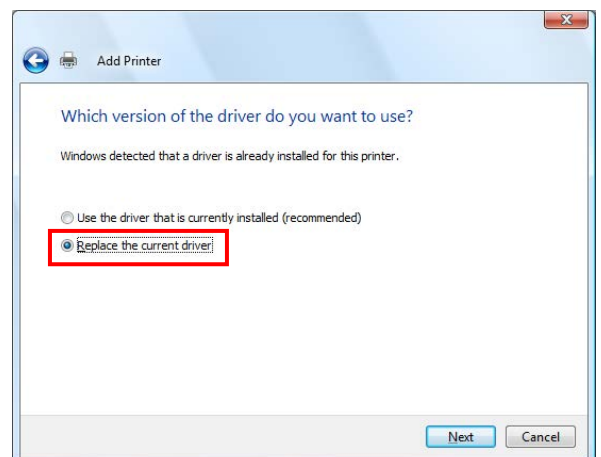 Add Printer
Which version of the driver do you want to use?
Windows detected that a driver is already installed for this printer.
Use the driver that is currently installed (recommended)
Replace the current driver
Next Cancel